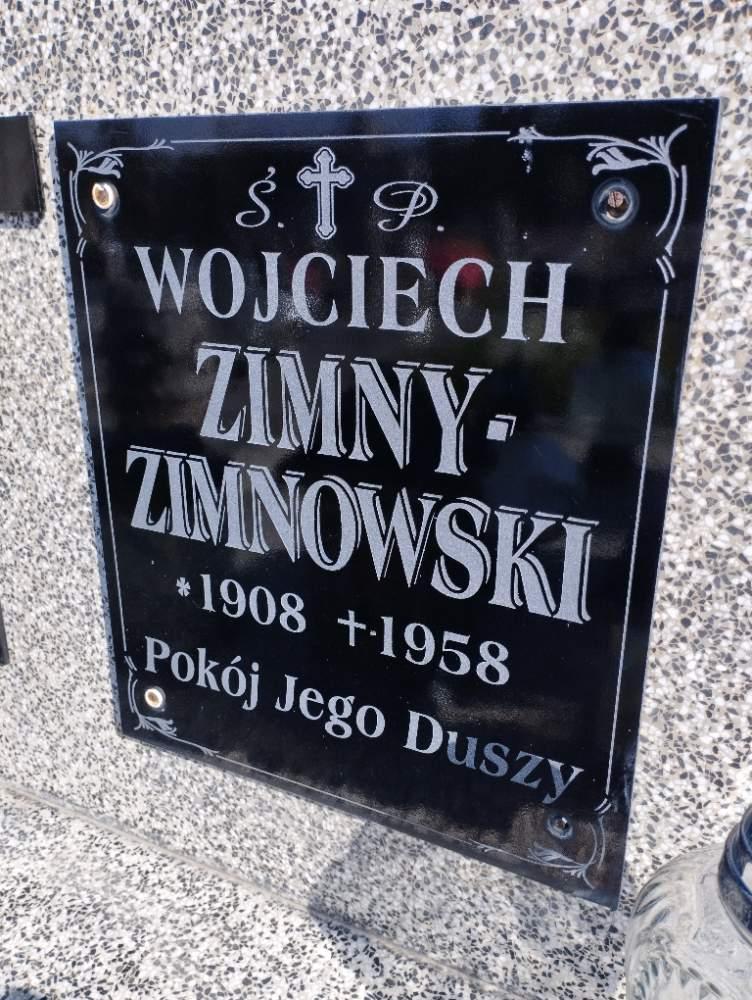 Ś. P.
WOJCIECH
ZIMNY-
ZIMNOWSKI
*1908 †-1958
Pokój Jego Duszy